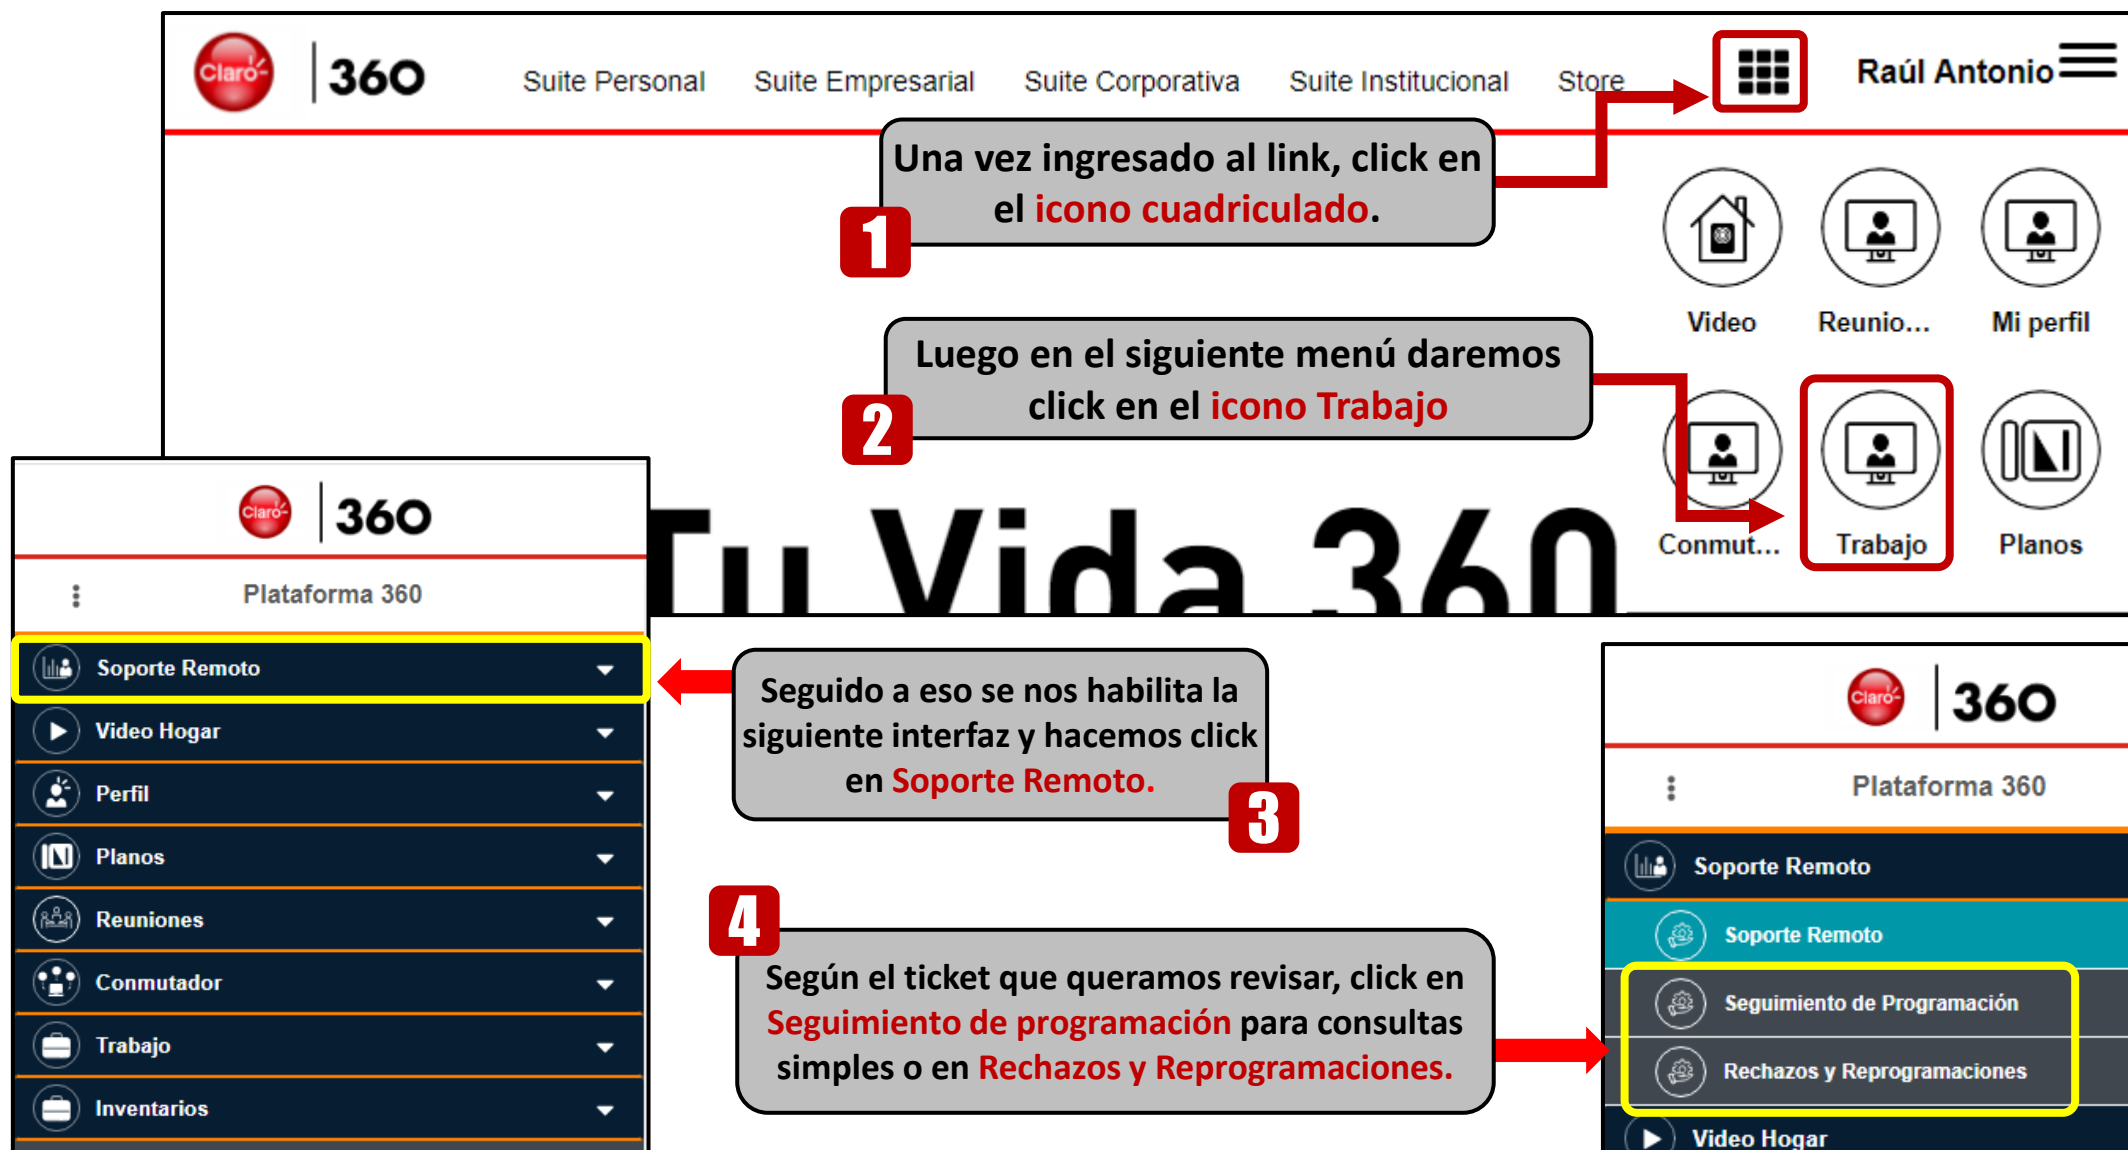 Claro
360
Suite Personal
Suite Empresarial
Suite Corporativa
Suite Institucional
Store
Raúl Antonio
Una vez ingresado al link, click en
el icono cuadriculado.
1
Video
Reunio...
Mi perfil
Luego en el siguiente menú daremos
click en el icono Trabajo
2
Conmut...
Trabajo
Planos
Tu Vida 360
Claro
360
Plataforma 360
Soporte Remoto
Video Hogar
Perfil
Planos
Reuniones
Conmutador
Trabajo
Inventarios
Seguido a eso se nos habilita la
siguiente interfaz y hacemos click
en Soporte Remoto.
3
4
Según el ticket que queramos revisar, click en
Seguimiento de programación para consultas
simples o en Rechazos y Reprogramaciones.
Claro
360
Plataforma 360
Soporte Remoto
Soporte Remoto
Seguimiento de Programación
Rechazos y Reprogramaciones
Video Hogar